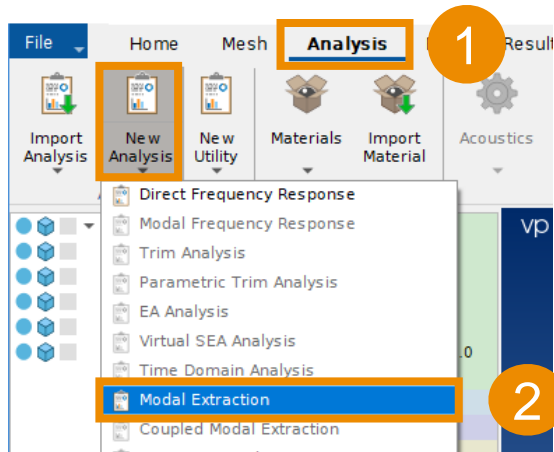 File Home Mesh Analysis 1 Result
Import New New Materials Import Acoustics
Analysis Analysis Utility Material
Direct Frequency Response
Modal Frequency Response
Trim Analysis
Parametric Trim Analysis
EA Analysis
Virtual SEA Analysis
Time Domain Analysis
Modal Extraction 2
Coupled Modal Extraction
vp
.0